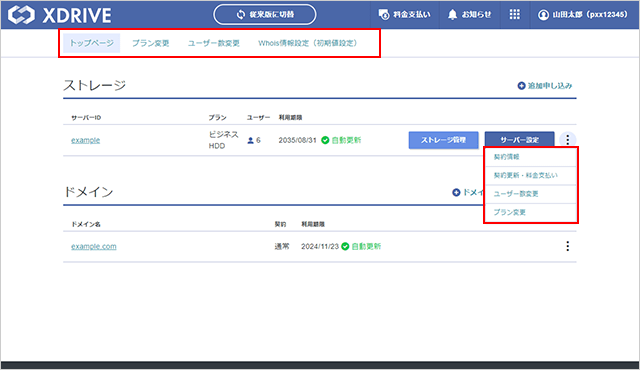 XDRIVE
従来版に切替
料金支払い
お知らせ
山田太郎（pxx12345）
トップページ
プラン変更
ユーザー数変更
Whois情報設定（初期値設定）
ストレージ
追加申し込み
サーバーID
プラン
ユーザー
利用期限
example
ビジネス
HDD
6
2035/08/31
自動更新
ストレージ管理
サーバー設定
契約情報
契約更新・料金支払い
ユーザー数変更
プラン変更
ドメイン
ドメイン名
契約
利用期限
example.com
通常
2024/11/23
自動更新